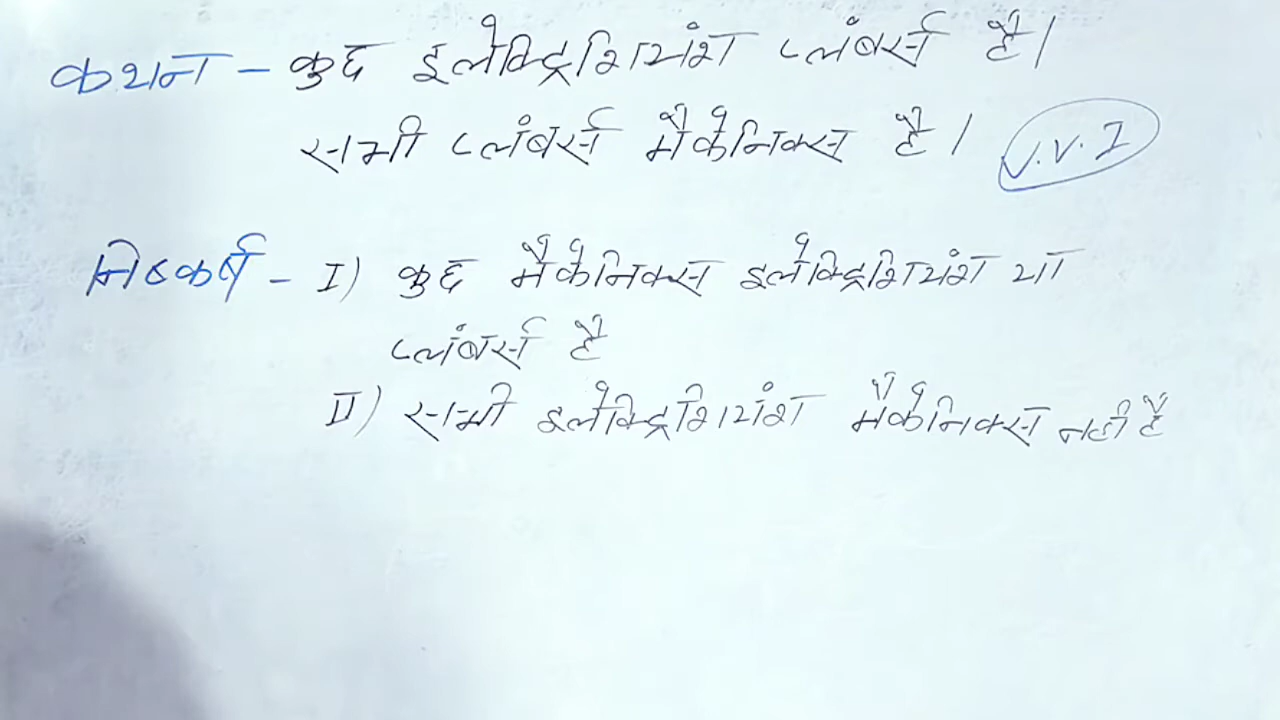 कथन - कुछ इलैक्ट्रिशियंश प्लंबर्स हैं।
सभी प्लंबर्स मैकेनिक्स हैं। V.V.I
निष्कर्ष - I) कुछ मैकेनिक्स इलैक्ट्रिशियंश या
प्लंबर्स हैं
II) सभी इलैक्ट्रिशियंश मैकेनिक्स नहीं हैं